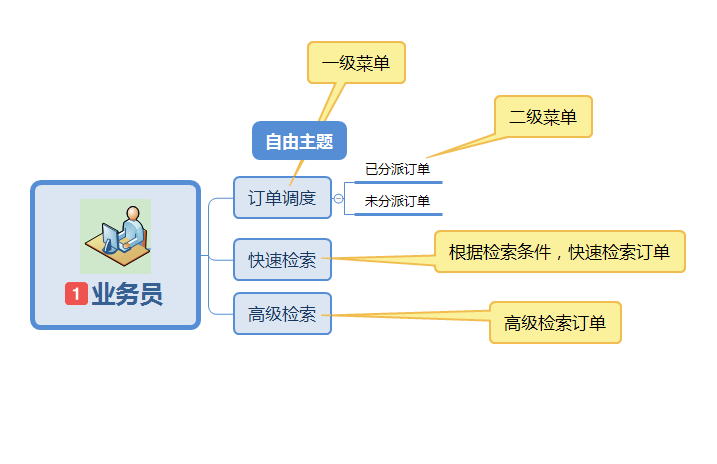 一级菜单
二级菜单
自由主题
已分派订单
订单调度
未分派订单
快速检索
根据检索条件，快速检索订单
1 业务员
高级检索
高级检索订单